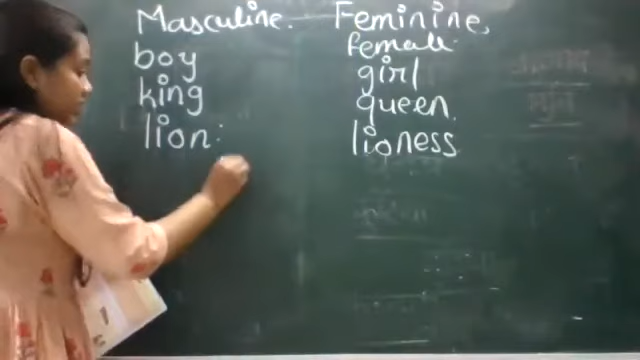 Masculine. Feminine.
female
boy girl
king queen.
lion: lioness